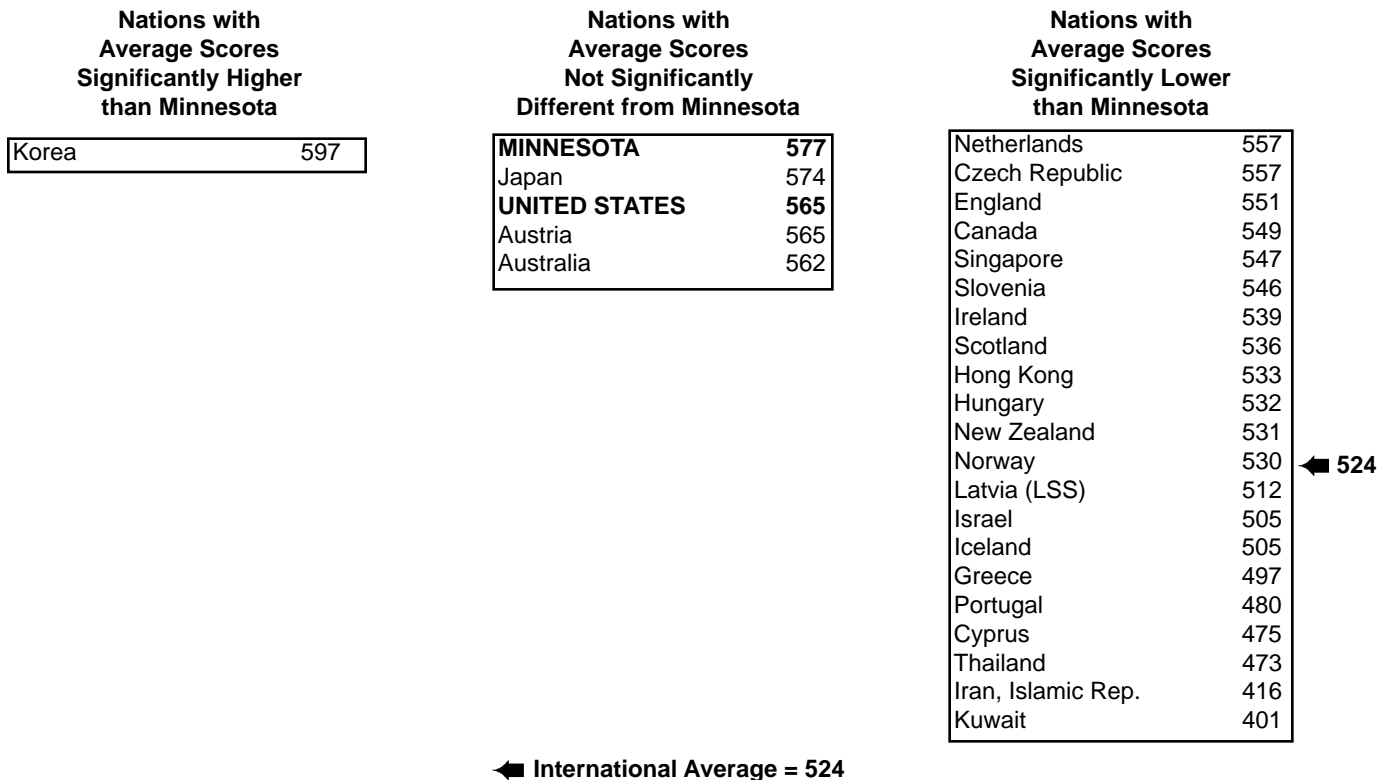 Nations with
Average Scores
Significantly Higher
than Minnesota
Korea 597
Nations with
Average Scores
Not Significantly
Different from Minnesota
MINNESOTA 577
Japan 574
UNITED STATES 565
Austria 565
Australia 562
Nations with
Average Scores
Significantly Lower
than Minnesota
Netherlands 557
Czech Republic 557
England 551
Canada 549
Singapore 547
Slovenia 546
Ireland 539
Scotland 536
Hong Kong 533
Hungary 532
New Zealand 531
Norway 530
524
Latvia (LSS) 512
Israel 505
Iceland 505
Greece 497
Portugal 480
Cyprus 475
Thailand 473
Iran, Islamic Rep. 416
Kuwait 401
International Average = 524